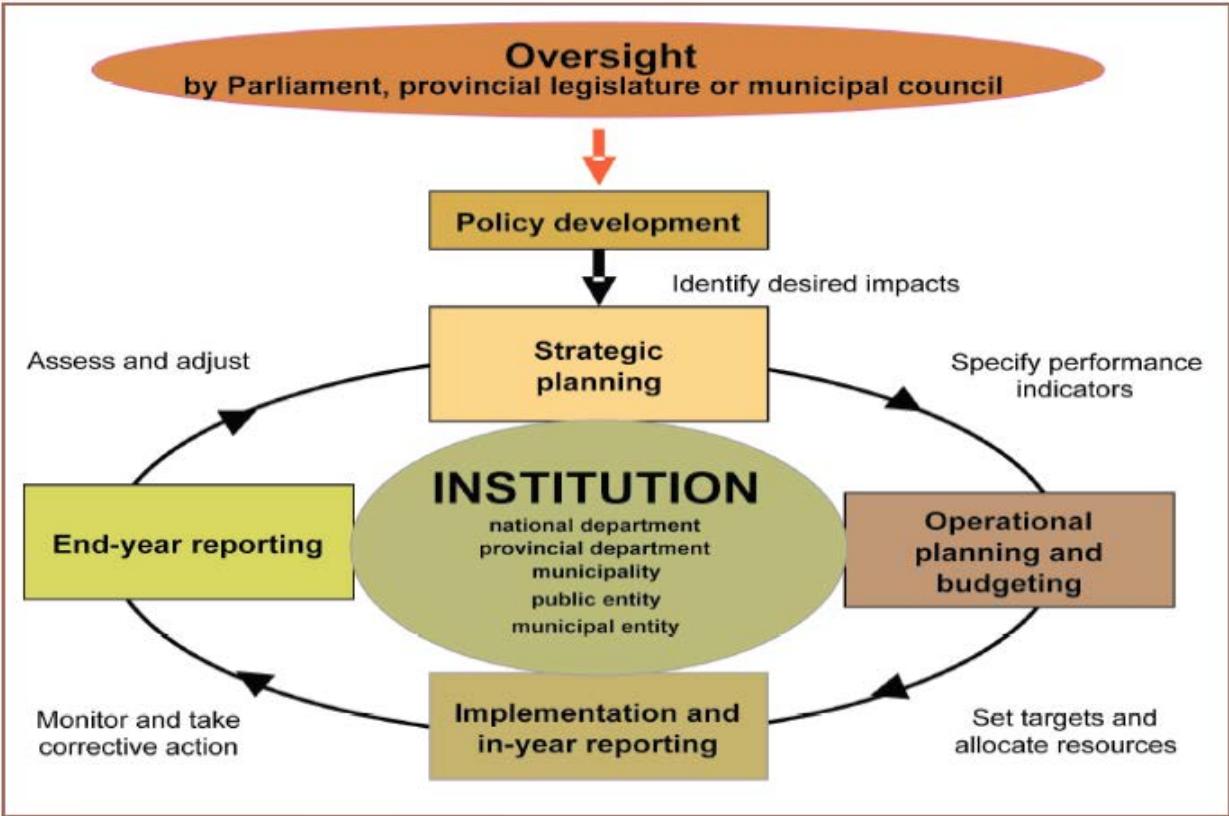 Oversight
by Parliament, provincial legislature or municipal council
Policy development
Identify desired impacts
Strategic
planning
Assess and adjust
Specify performance
indicators
INSTITUTION
national department
provincial department
municipality
public entity
municipal entity
End-year reporting
Operational
planning and
budgeting
Implementation and
in-year reporting
Monitor and take
corrective action
Set targets and
allocate resources